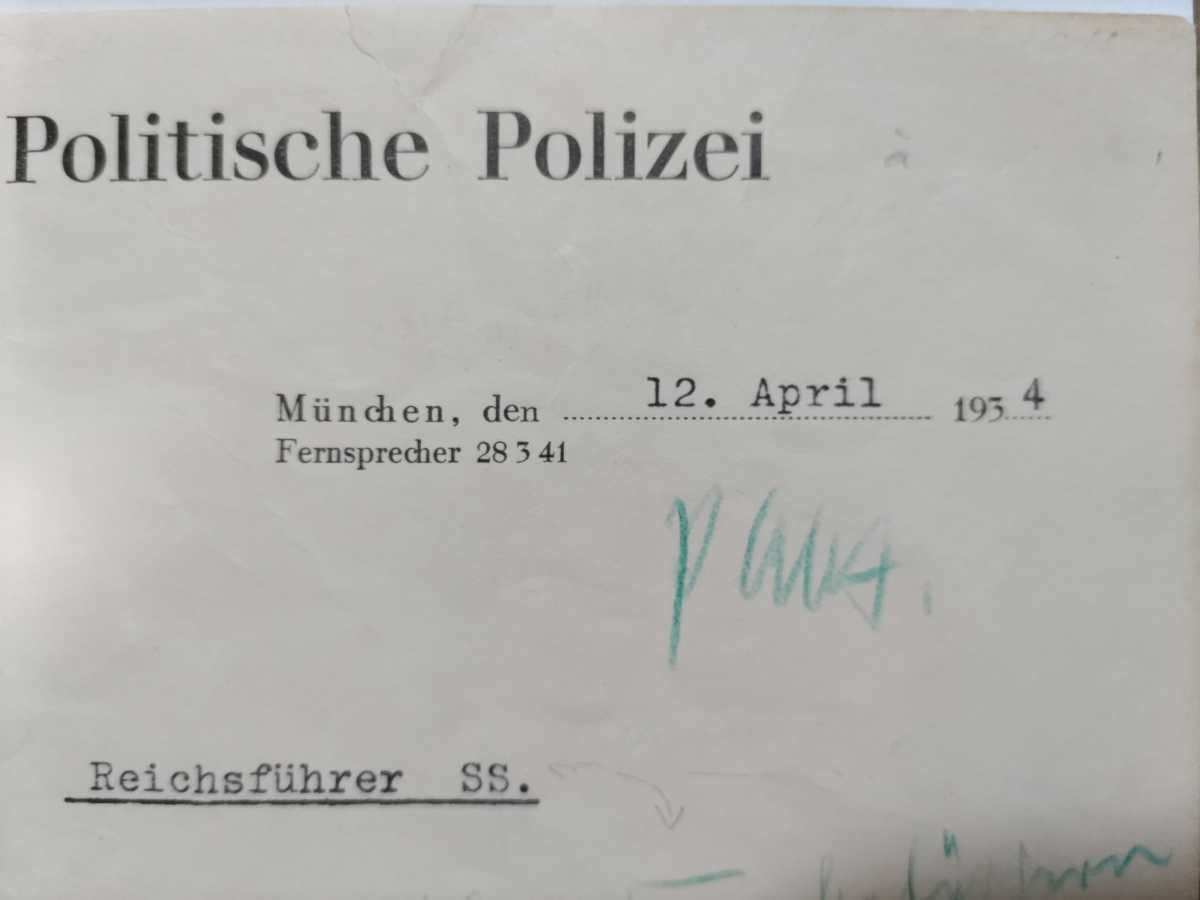 Politische Polizei
München, den 12. April 1934
Fernsprecher 28 3 41
Reichsführer SS.